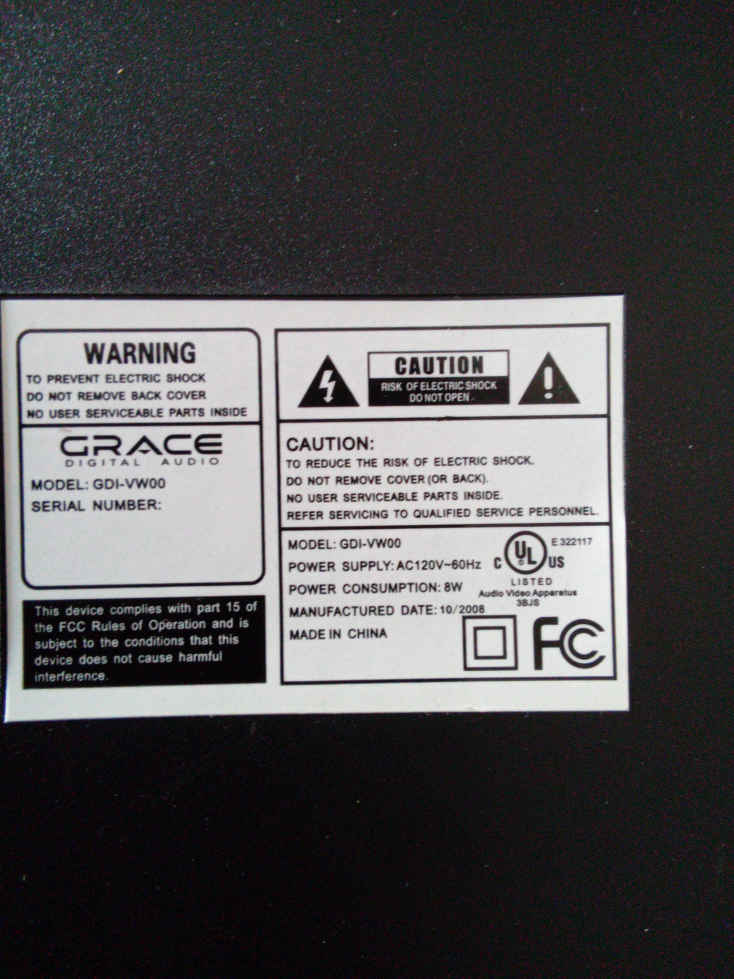 WARNING
TO PREVENT ELECTRIC SHOCK
DO NOT REMOVE BACK COVER
NO USER SERVICEABLE PARTS INSIDE
GRACE
DIGITAL AUDIO
MODEL: GDI-VW00
SERIAL NUMBER:
This device complies with part 15 of
the FCC Rules of Operation and is
subject to the conditions that this
device does not cause harmful
interference.
CAUTION
RISK OF ELECTRIC SHOCK
DO NOT OPEN.
CAUTION:
TO REDUCE THE RISK OF ELECTRIC SHOCK.
DO NOT REMOVE COVER (OR BACK).
NO USER SERVICEABLE PARTS INSIDE.
REFER SERVICING TO QUALIFIED SERVICE PERSONNEL.
MODEL: GDI-VW00
POWER SUPPLY: AC120V~60Hz
POWER CONSUMPTION: 8W
MANUFACTURED DATE: 10/2008
MADE IN CHINA
E 322117
C UL US
LISTED
Audio Video Apparatus
3BJS
FC